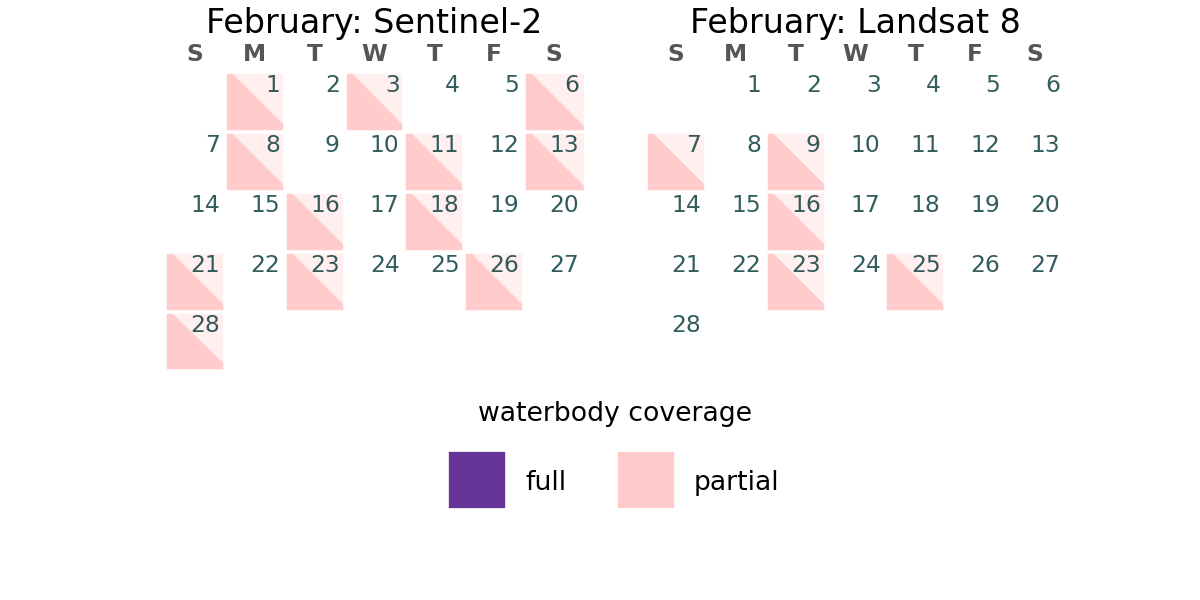 February: Sentinel-2
S M T W T F S
1 2 3 4 5 6
7 8 9 10 11 12 13
14 15 16 17 18 19 20
21 22 23 24 25 26 27
28
February: Landsat 8
S M T W T F S
1 2 3 4 5 6
7 8 9 10 11 12 13
14 15 16 17 18 19 20
21 22 23 24 25 26 27
28
waterbody coverage
full partial